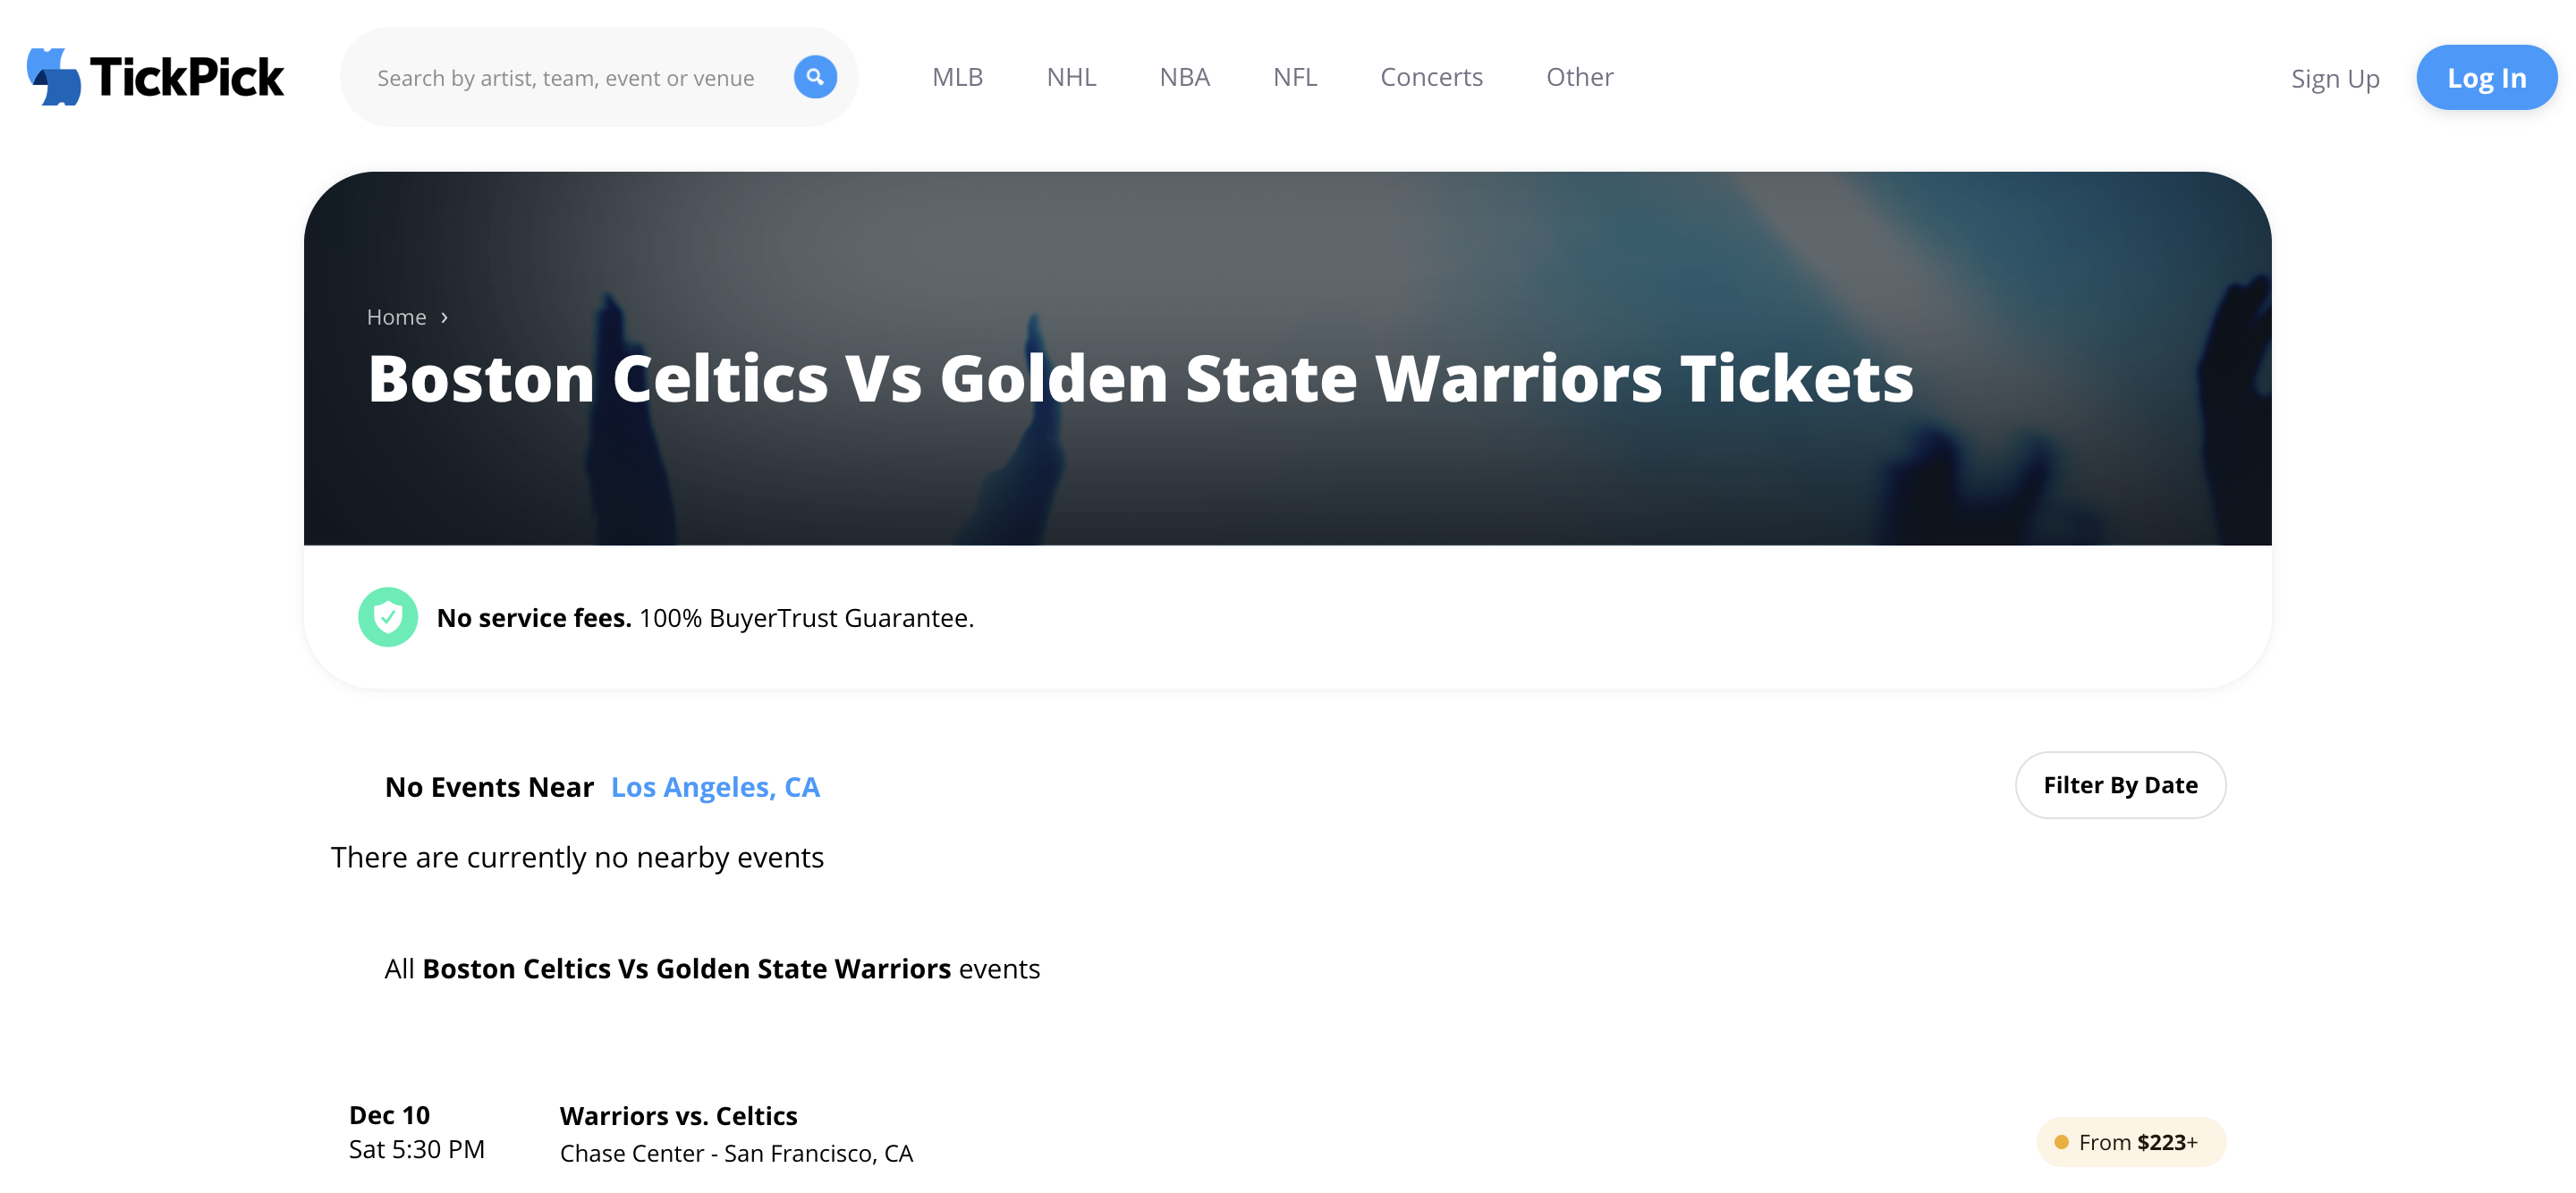 TickPick
Search by artist, team, event or venue
MLB NHL NBA NFL Concerts Other
Sign Up Log In
Home ›
Boston Celtics Vs Golden State Warriors Tickets
No service fees. 100% BuyerTrust Guarantee.
No Events Near Los Angeles, CA
Filter By Date
There are currently no nearby events
All Boston Celtics Vs Golden State Warriors events
Dec 10
Sat 5:30 PM
Warriors vs. Celtics
Chase Center - San Francisco, CA
From $223+